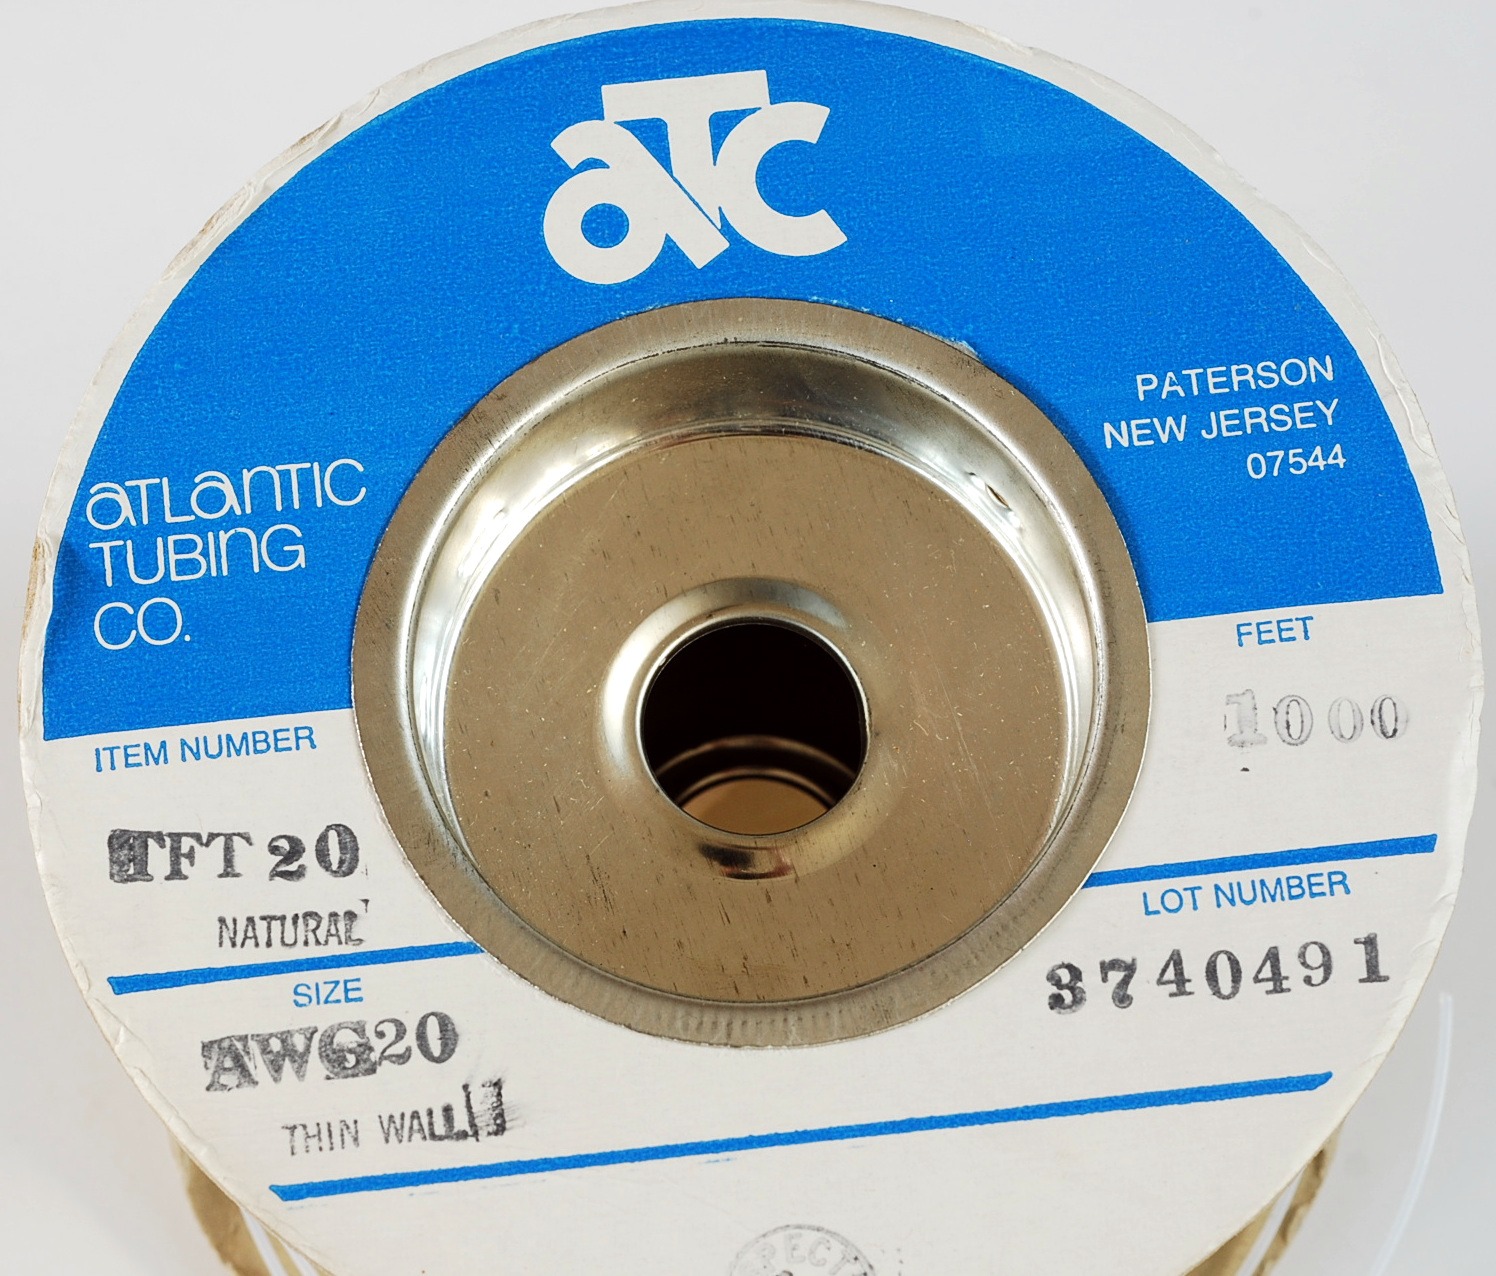 aTC
PATERSON
NEW JERSEY
07544
aTLanTIC
TUBInG
CO.
FEET
1000
ITEM NUMBER
TFT 20
NATURAL
LOT NUMBER
3740491
SIZE
AWG20
THIN WALL